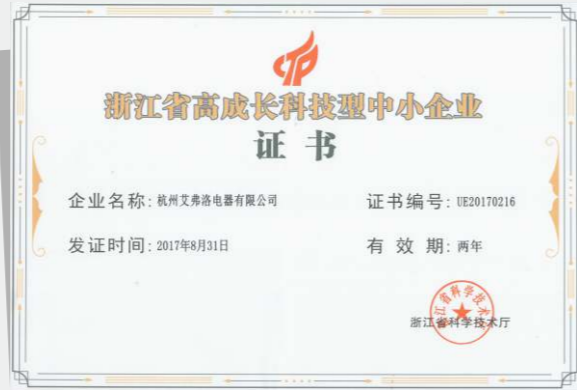 浙江省高成长科技型中小企业
证书
企业名称: 杭州艾弗洛电器有限公司
证书编号: UE20170216
发证时间: 2017年8月31日
有效期: 两年
浙江省科学技术厅